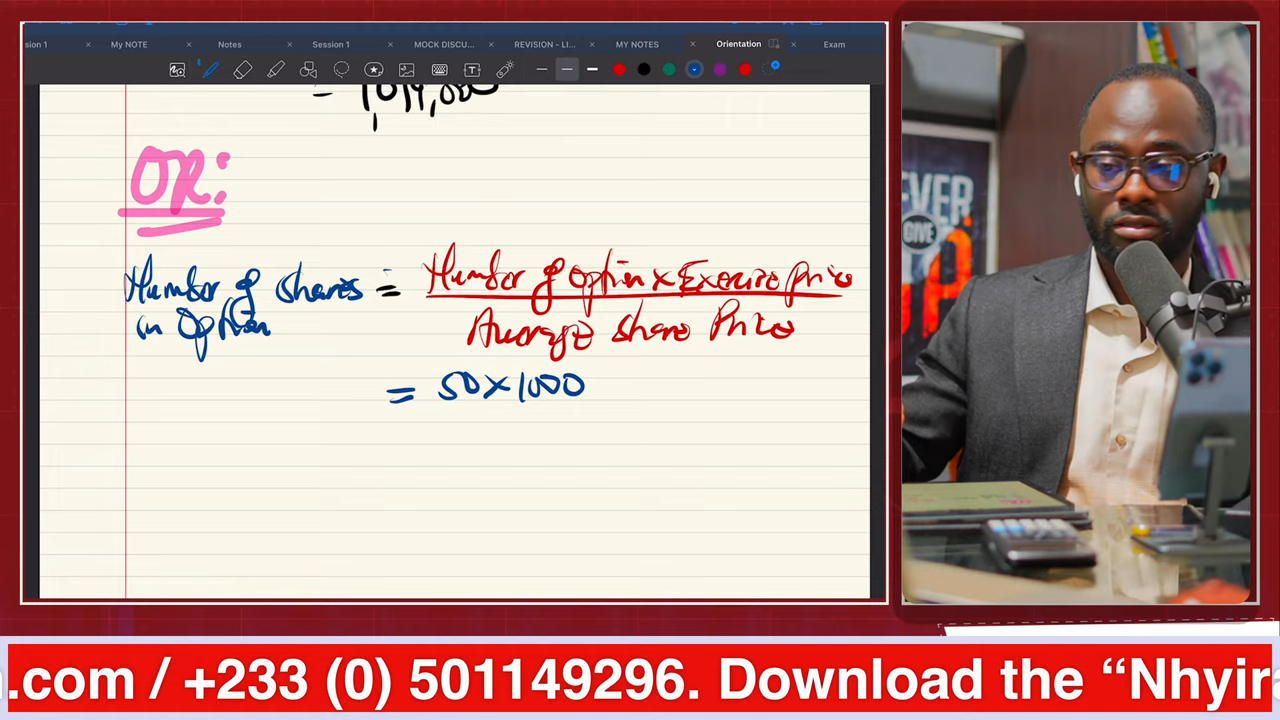 sion 1 My NOTE Notes Session 1 MOCK DISCU... REVISION - LI... MY NOTES Orientation Exam
OR:
Number of shares = Number of Option x Exercise price
in Option Average share Price
= 50 x 1000
EVER
GIVE
.com / +233 (0) 501149296. Download the “Nhyir